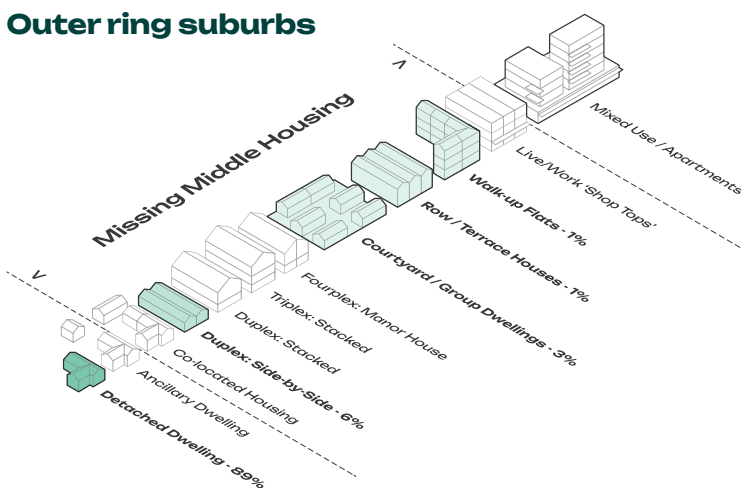 Outer ring suburbs
Missing Middle Housing
Mixed Use / Apartments
Live/Work Shop Tops'
Walk-up Flats - 1%
Row / Terrace Houses - 1%
Courtyard / Group Dwellings - 3%
Fourplex: Manor House
Triplex: Stacked
Duplex: Stacked
Duplex: Side-by-Side - 6%
Co-located Housing
Ancillary Dwelling
Detached Dwelling - 89%